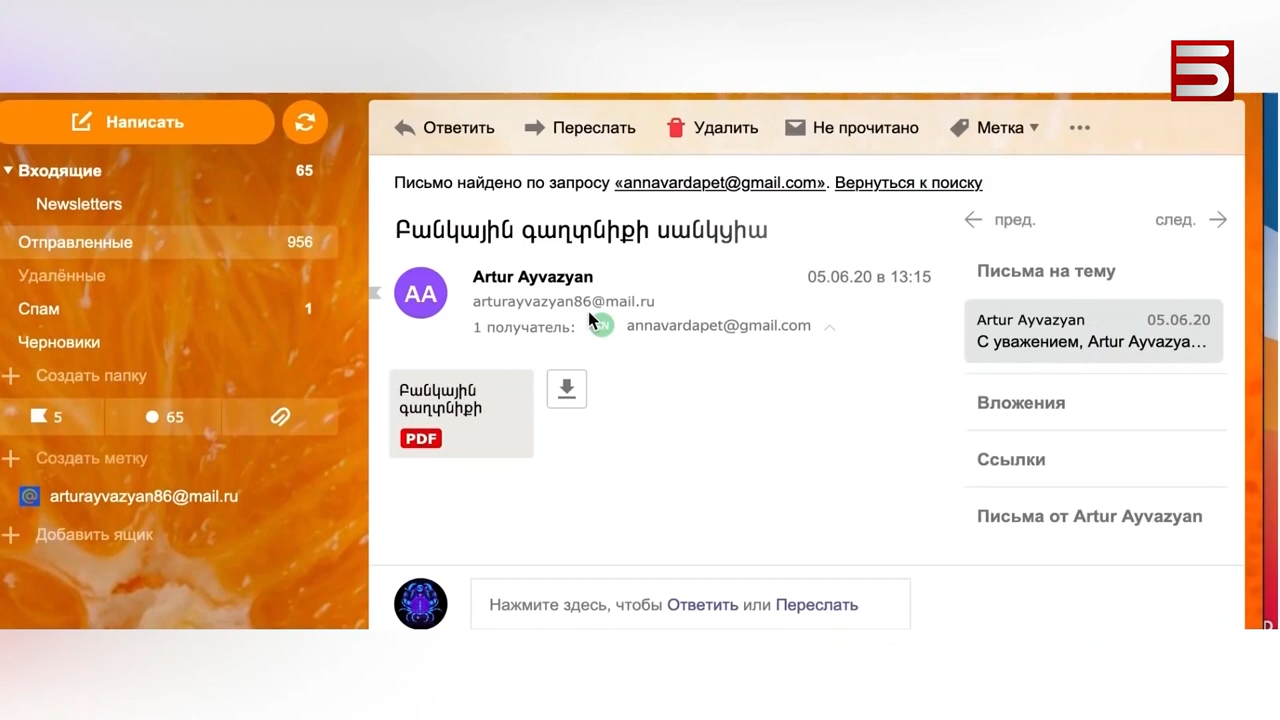 Написать
Входящие 65
Newsletters
Отправленные 956
Удалённые
Спам 1
Черновики
Создать папку
5 65
Создать метку
arturayvazyan86@mail.ru
Добавить ящик
Ответить Переслать Удалить Не прочитано Метка
Письмо найдено по запросу «annavardapet@gmail.com». Вернуться к поиску
Բանկային գաղտնիքի սանկցիա
AA
Artur Ayvazyan 05.06.20 в 13:15
arturayvazyan86@mail.ru
1 получатель: annavardapet@gmail.com
Բանկային
գաղտնիքի
PDF
Нажмите здесь, чтобы Ответить или Переслать
пред. след.
Письма на тему
Artur Ayvazyan 05.06.20
С уважением, Artur Ayvazya...
Вложения
Ссылки
Письма от Artur Ayvazyan